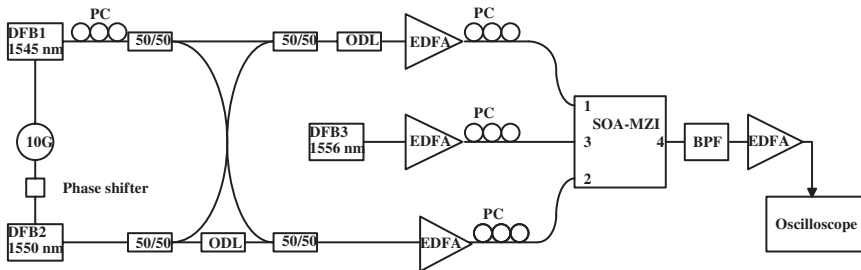 PC
DFB1
1545 nm
50/50
50/50
ODL
EDFA
PC
10G
Phase shifter
DFB3
1556 nm
EDFA
PC
1
SOA-MZI
3
4
2
BPF
EDFA
DFB2
1550 nm
50/50
ODL
50/50
EDFA
PC
Oscilloscope